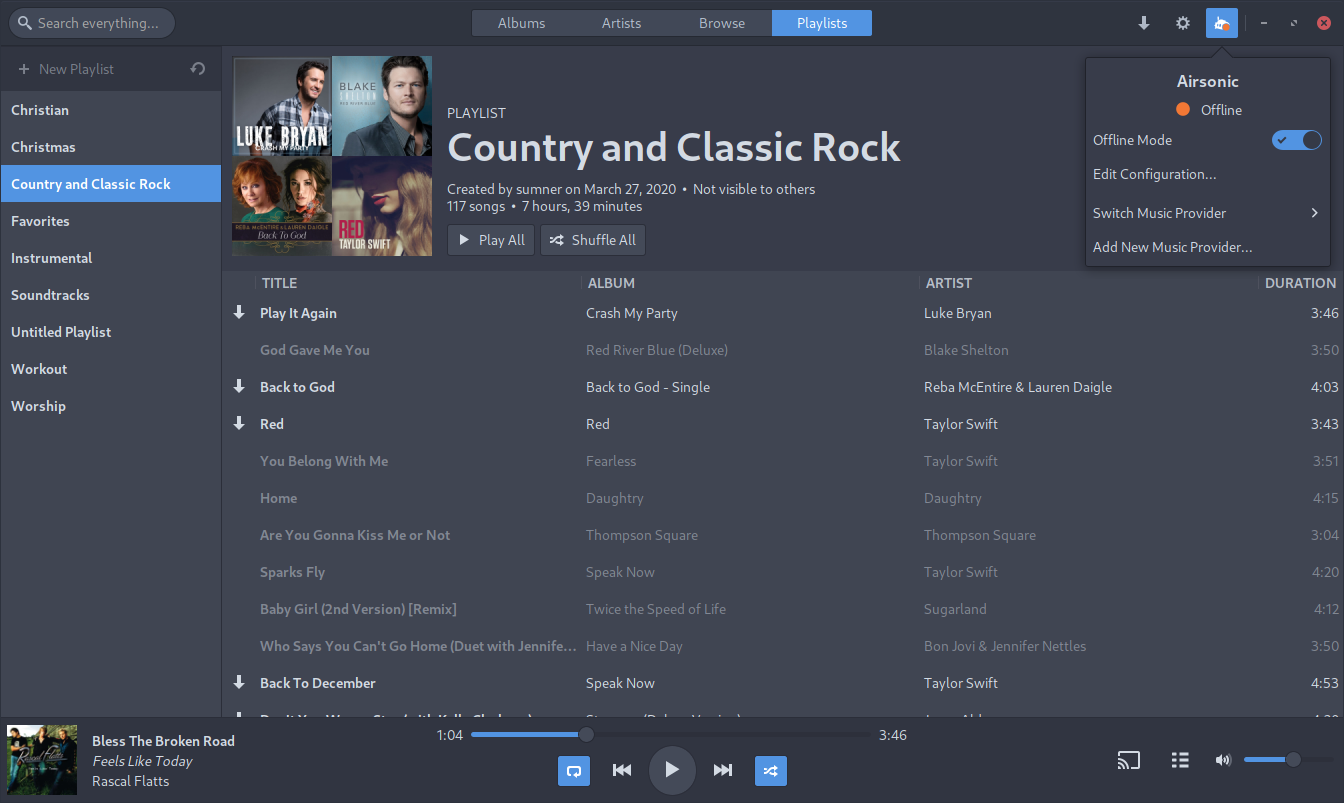 Search everything...
Albums
Artists
Browse
Playlists
New Playlist
Christian
Christmas
Country and Classic Rock
Favorites
Instrumental
Soundtracks
Untitled Playlist
Workout
Worship
LUKE BRYAN
CRASH MY PARTY
BLAKE
SHELTON
RED RIVER BLUE
REBA McENTIRE & LAUREN DAIGLE
Back To God
RED
TAYLOR SWIFT
PLAYLIST
Country and Classic Rock
Created by sumner on March 27, 2020 • Not visible to others
117 songs • 7 hours, 39 minutes
Play All
Shuffle All
Airsonic
Offline
Offline Mode
Edit Configuration...
Switch Music Provider
Add New Music Provider...
TITLE ALBUM ARTIST DURATION
Play It Again Crash My Party Luke Bryan 3:46
God Gave Me You Red River Blue (Deluxe) Blake Shelton 3:50
Back to God Back to God - Single Reba McEntire & Lauren Daigle 4:03
Red Red Taylor Swift 3:43
You Belong With Me Fearless Taylor Swift 3:51
Home Daughtry Daughtry 4:15
Are You Gonna Kiss Me or Not Thompson Square Thompson Square 3:04
Sparks Fly Speak Now Taylor Swift 4:20
Baby Girl (2nd Version) [Remix] Twice the Speed of Life Sugarland 4:12
Who Says You Can't Go Home (Duet with Jennife... Have a Nice Day Bon Jovi & Jennifer Nettles 3:50
Back To December Speak Now Taylor Swift 4:53
Rascal Flatts
Bless The Broken Road
Feels Like Today
Rascal Flatts
1:04
3:46